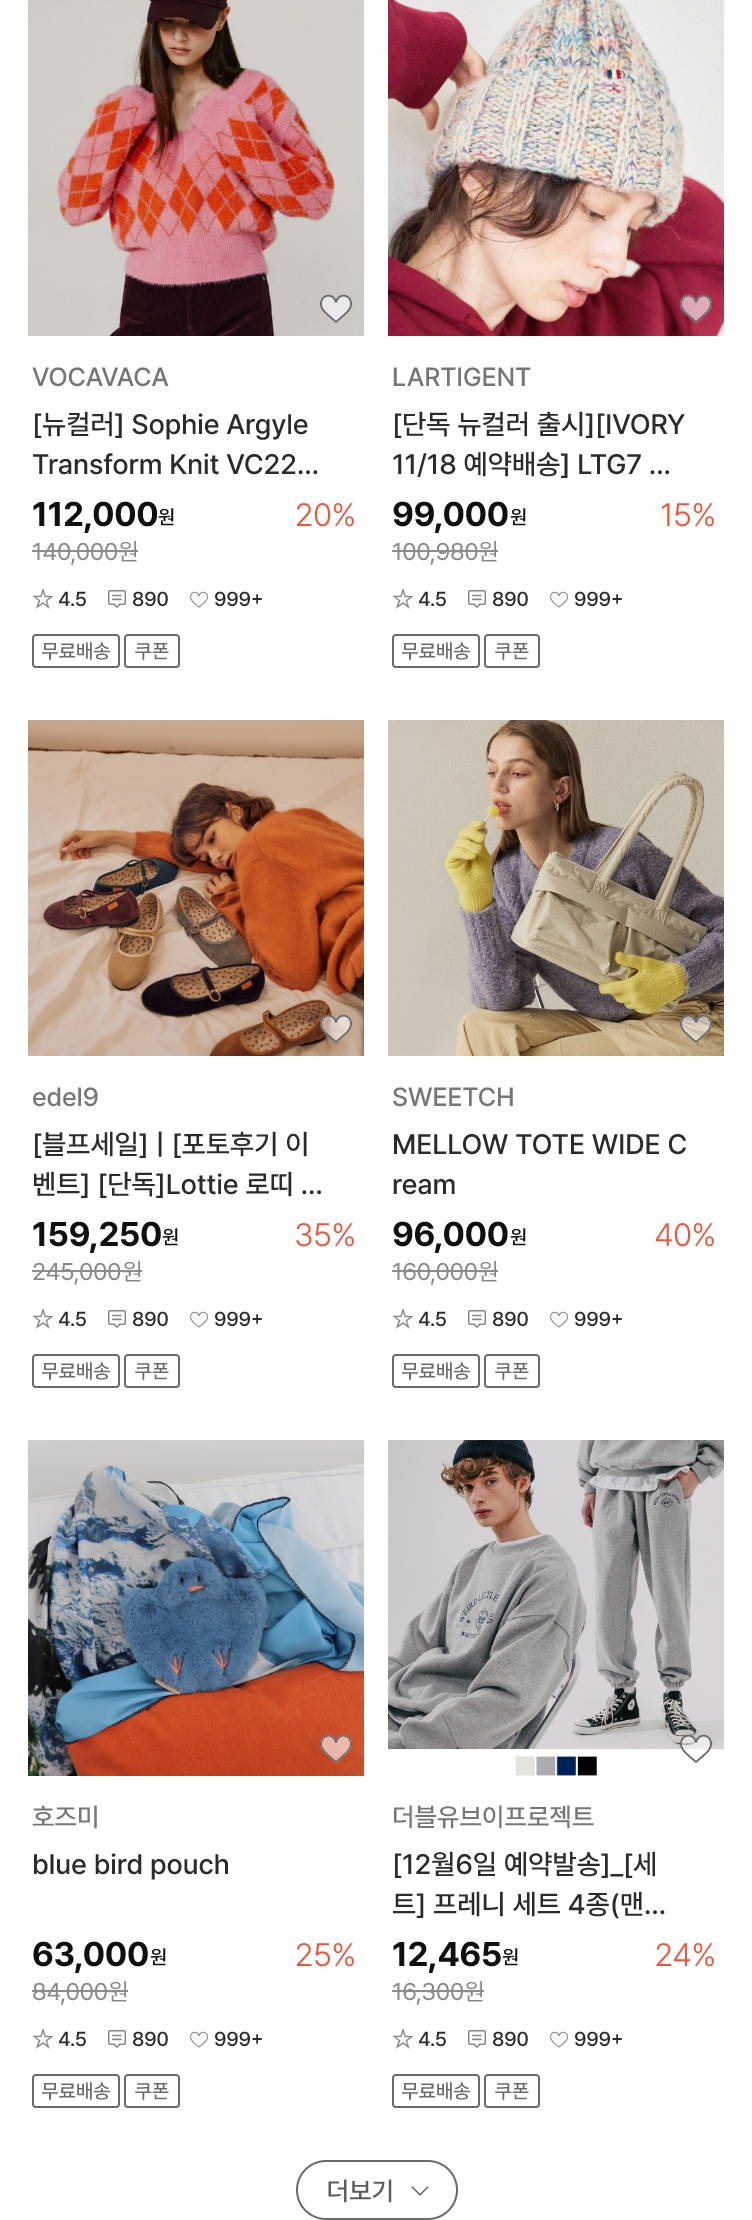 VOCAVACA
[뉴컬러] Sophie Argyle
Transform Knit VC22...
112,000원
20%
140,000원
4.5
890
999+
무료배송
쿠폰
LARTIGENT
[단독 뉴컬러 출시][IVORY
11/18 예약배송] LTG7 ...
99,000원
15%
100,980원
4.5
890
999+
무료배송
쿠폰
edel9
[블프세일] | [포토후기 이
벤트] [단독]Lottie 로띠 ...
159,250원
35%
245,000원
4.5
890
999+
무료배송
쿠폰
SWEETCH
MELLOW TOTE WIDE C
ream
96,000원
40%
160,000원
4.5
890
999+
무료배송
쿠폰
호즈미
blue bird pouch
63,000원
25%
84,000원
4.5
890
999+
무료배송
쿠폰
WEIRD LITTLE
더블유브이프로젝트
[12월6일 예약발송]_[세
트] 프레니 세트 4종(맨...
12,465원
24%
16,300원
4.5
890
999+
무료배송
쿠폰
더보기